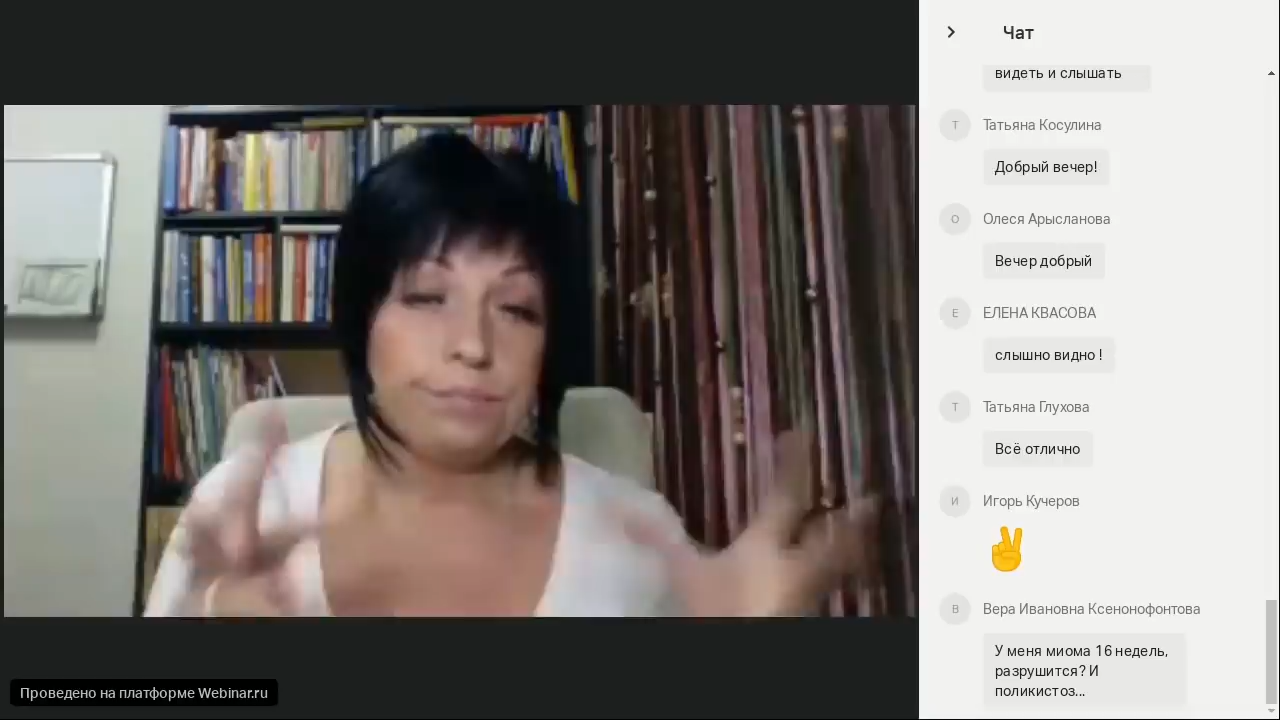 Чат
видеть и слышать
Т
Татьяна Косулина
Добрый вечер!
О
Олеся Арысланова
Вечер добрый
Е
ЕЛЕНА КВАСОВА
слышно видно !
Т
Татьяна Глухова
Всё отлично
И
Игорь Кучеров
В
Вера Ивановна Ксенонофонтова
У меня миома 16 недель,
разрушится? И
поликистоз...
Проведено на платформе Webinar.ru